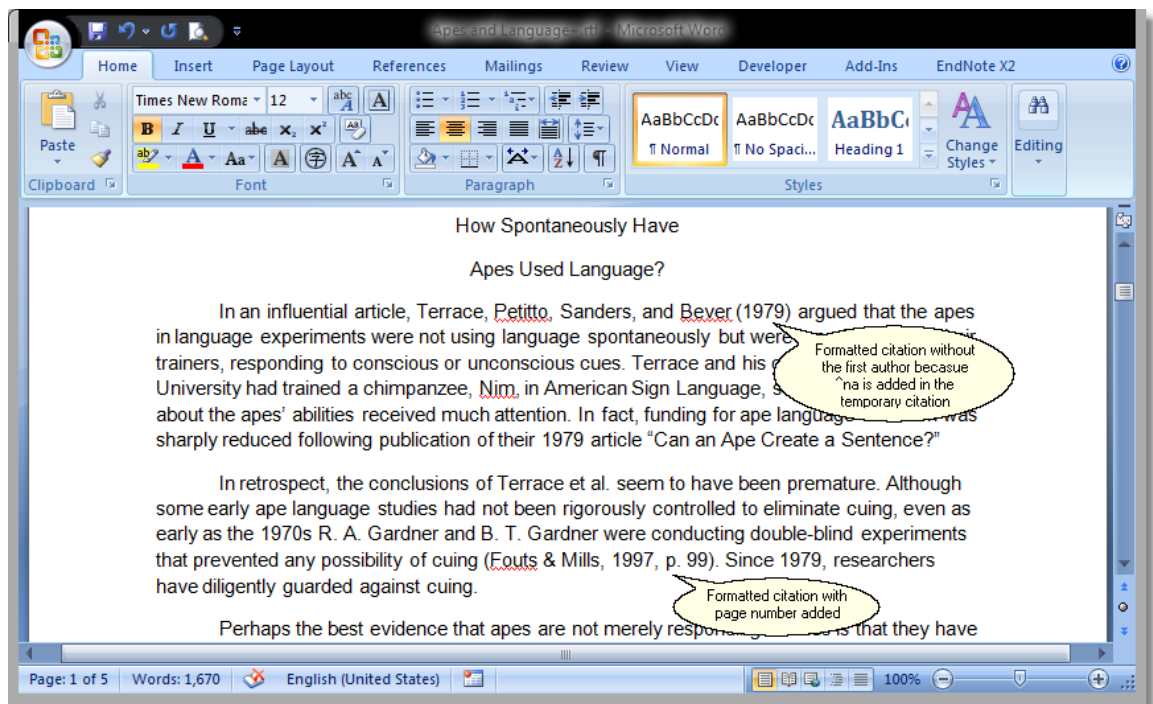 Apes and Language-.rtf - Microsoft Word
Home Insert Page Layout References Mailings Review View Developer Add-Ins EndNote X2
Paste
Clipboard
Times New Roma 12
B I U abc X₂ X² 
Aa A A A
Font
Paragraph
AaBbCcDc AaBbCcDc AaBbC
¶ Normal ¶ No Spaci... Heading 1
Change Styles
Styles
Editing
How Spontaneously Have
Apes Used Language?
In an influential article, Terrace, Petitto, Sanders, and Bever (1979) argued that the apes
in language experiments were not using language spontaneously but were
trainers, responding to conscious or unconscious cues. Terrace and his
University had trained a chimpanzee, Nim, in American Sign Language,
about the apes’ abilities received much attention. In fact, funding for ape was
sharply reduced following publication of their 1979 article “Can an Ape Create a Sentence?”
Formatted citation without
the first author becasue
^na is added in the
temporary citation
In retrospect, the conclusions of Terrace et al. seem to have been premature. Although
some early ape language studies had not been rigorously controlled to eliminate cuing, even as
early as the 1970s R. A. Gardner and B. T. Gardner were conducting double-blind experiments
that prevented any possibility of cuing (Fouts & Mills, 1997, p. 99). Since 1979, researchers
have diligently guarded against cuing.
Formatted citation with
page number added
Perhaps the best evidence that apes are not merely is that they have
Page: 1 of 5 Words: 1,670 English (United States) 100%